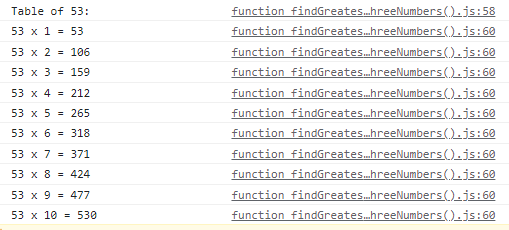 Table of 53: function findGreates…hreeNumbers().js:58
53 x 1 = 53 function findGreates…hreeNumbers().js:60
53 x 2 = 106 function findGreates…hreeNumbers().js:60
53 x 3 = 159 function findGreates…hreeNumbers().js:60
53 x 4 = 212 function findGreates…hreeNumbers().js:60
53 x 5 = 265 function findGreates…hreeNumbers().js:60
53 x 6 = 318 function findGreates…hreeNumbers().js:60
53 x 7 = 371 function findGreates…hreeNumbers().js:60
53 x 8 = 424 function findGreates…hreeNumbers().js:60
53 x 9 = 477 function findGreates…hreeNumbers().js:60
53 x 10 = 530 function findGreates…hreeNumbers().js:60